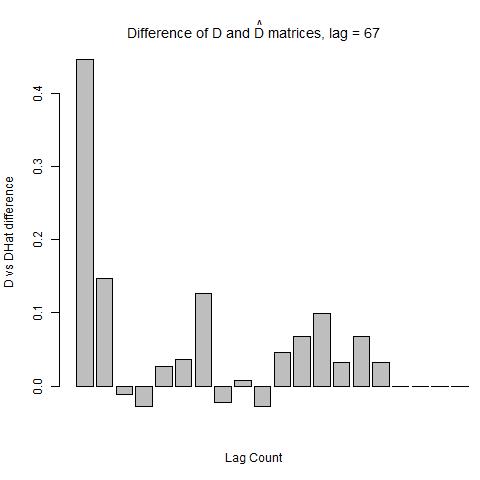 Difference of D and D̂ matrices, lag = 67
D vs DHat difference
0.4
0.3
0.2
0.1
0.0
Lag Count